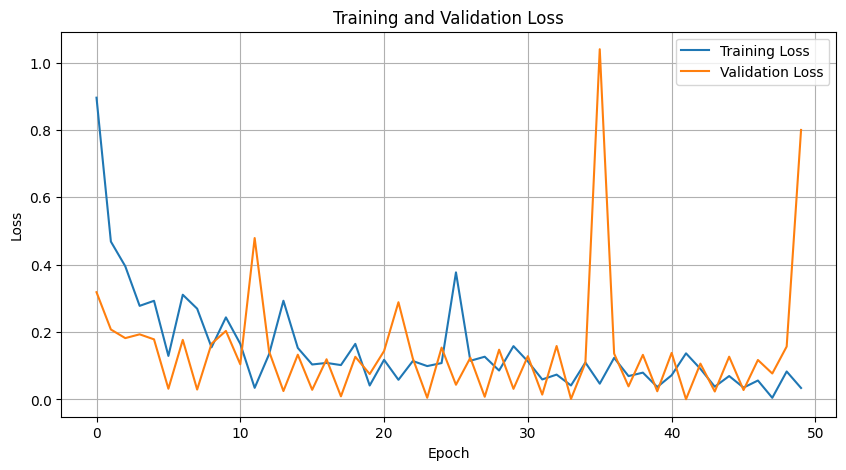 Training and Validation Loss
Training Loss
Validation Loss
1.0
0.8
0.6
0.4
0.2
0.0
Loss
0 10 20 30 40 50
Epoch